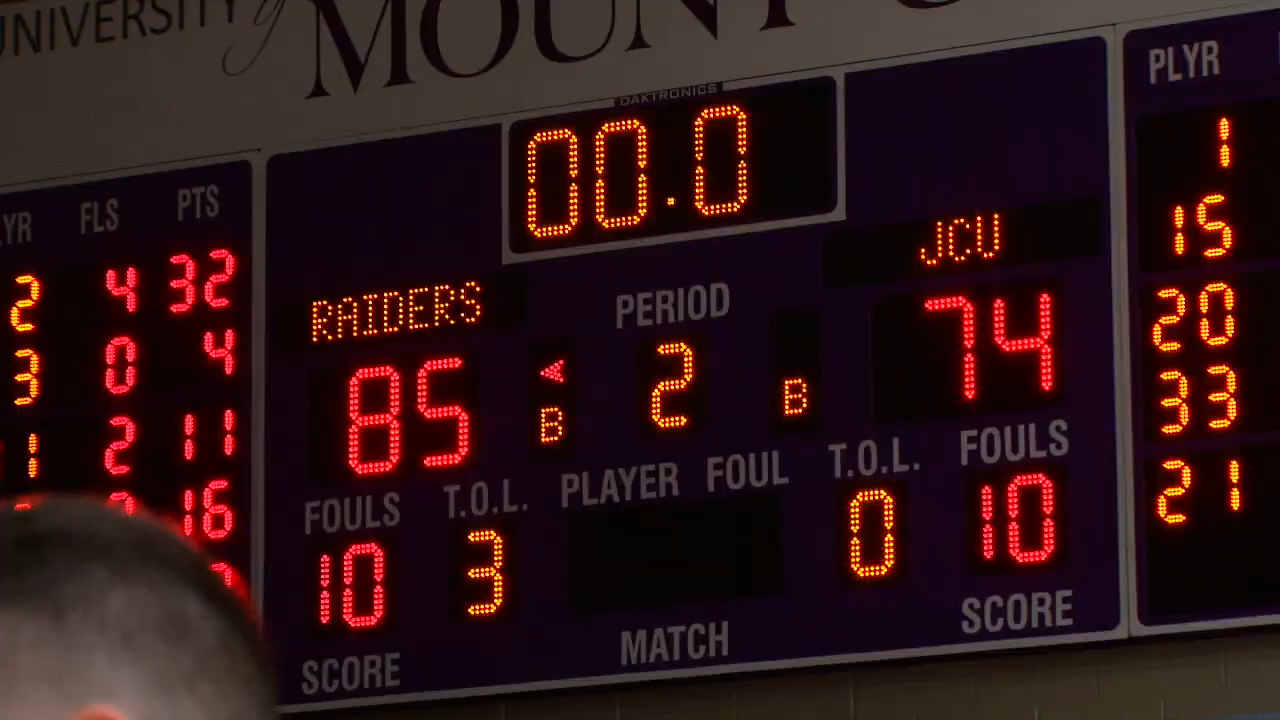 UNIVERSITY of
MOUNT
DAKTRONICS
00.0
FLS PTS
2 4 32
3 0 4
1 2 11
16
RAIDERS PERIOD JCU
85 A B 2 B 74
FOULS T.O.L. PLAYER FOUL T.O.L. FOULS
10 3 0 10
SCORE MATCH SCORE
PLYR
1
15
20
33
21